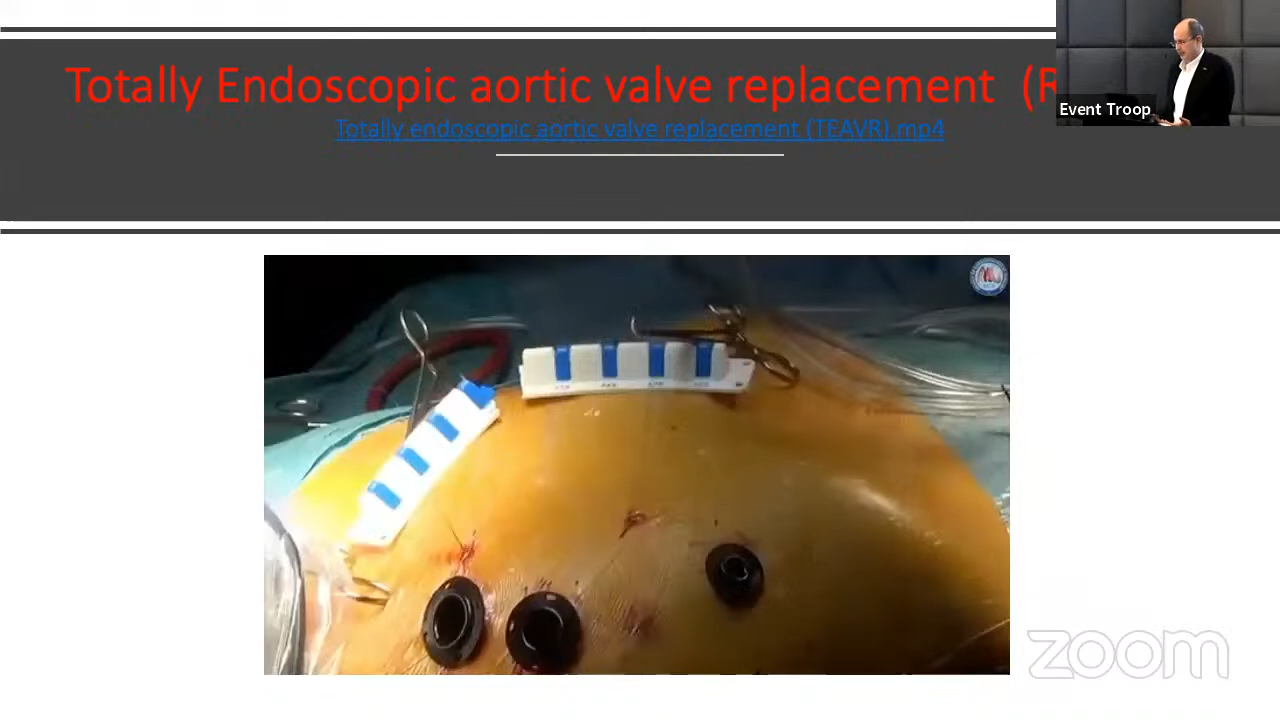 Totally Endoscopic aortic valve replacement (R
Totally endoscopic aortic valve replacement (TEAVR).mp4
Event Troop
zoom